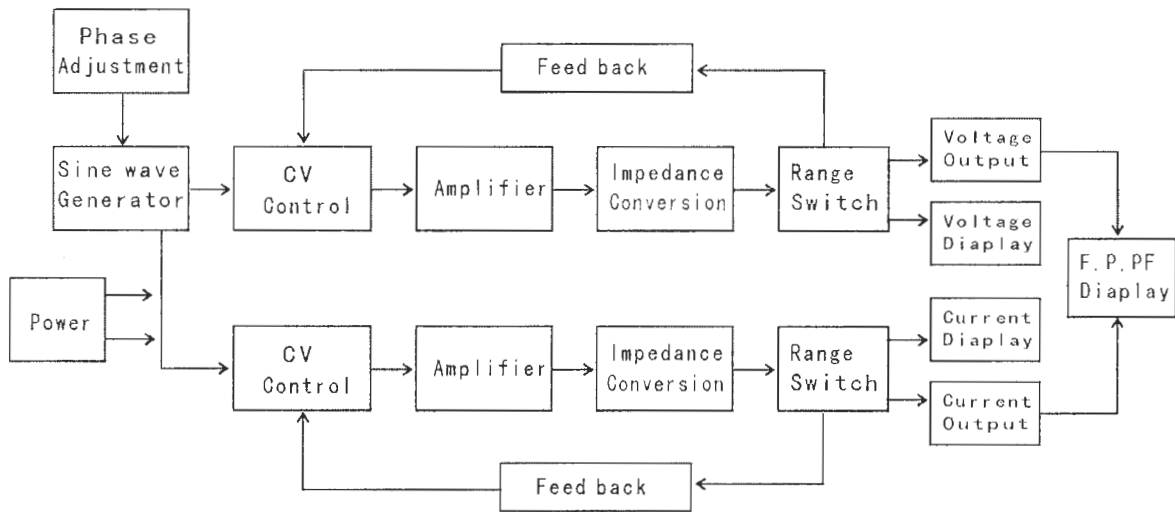 Phase
Adjustment
Feed back
Sine wave
Generator
CV
Control
Amplifier
Impedance
Conversion
Range
Switch
Voltage
Output
Voltage
Diaplay
F.P.PF
Diaplay
Power
CV
Control
Amplifier
Impedance
Conversion
Range
Switch
Current
Display
Current
Output
Feed back